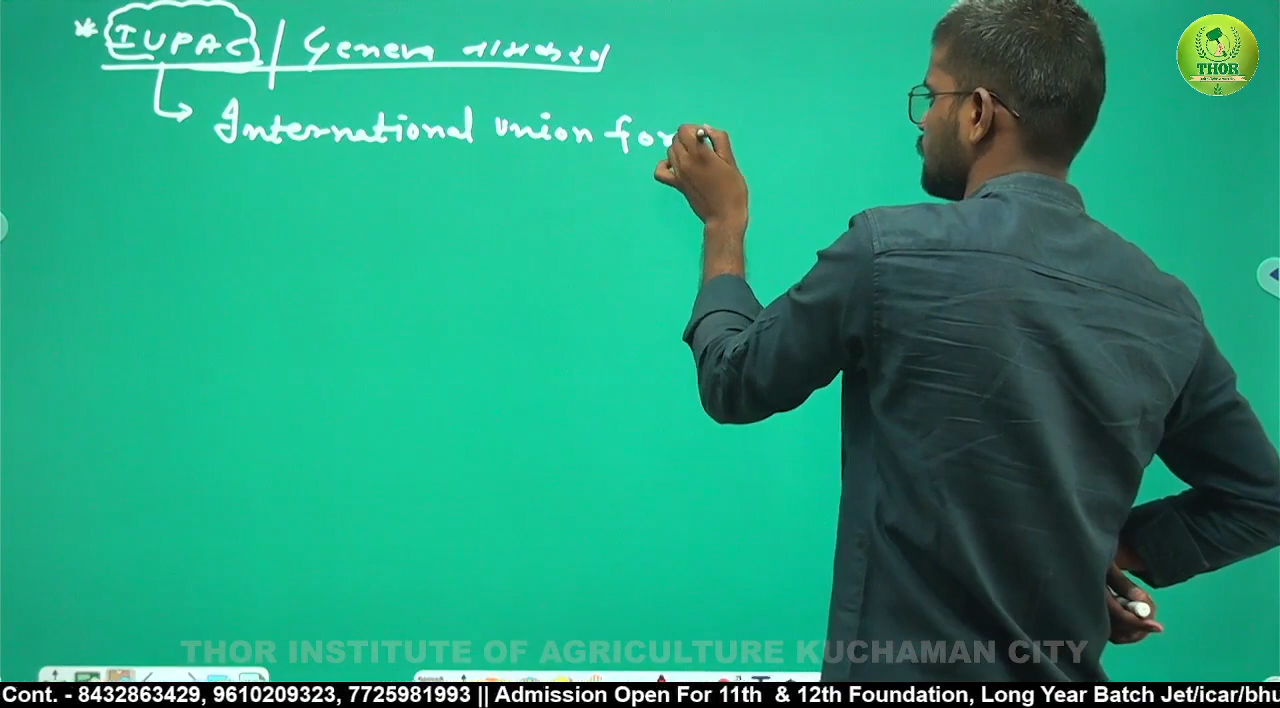 * IUPAC / Geneva नामकरण
International Union for
THOR
THOR INSTITUTE OF AGRICULTURE KUCHAMAN CITY
Cont. - 8432863429, 9610209323, 7725981993 || Admission Open For 11th & 12th Foundation, Long Year Batch Jet/icar/bhu